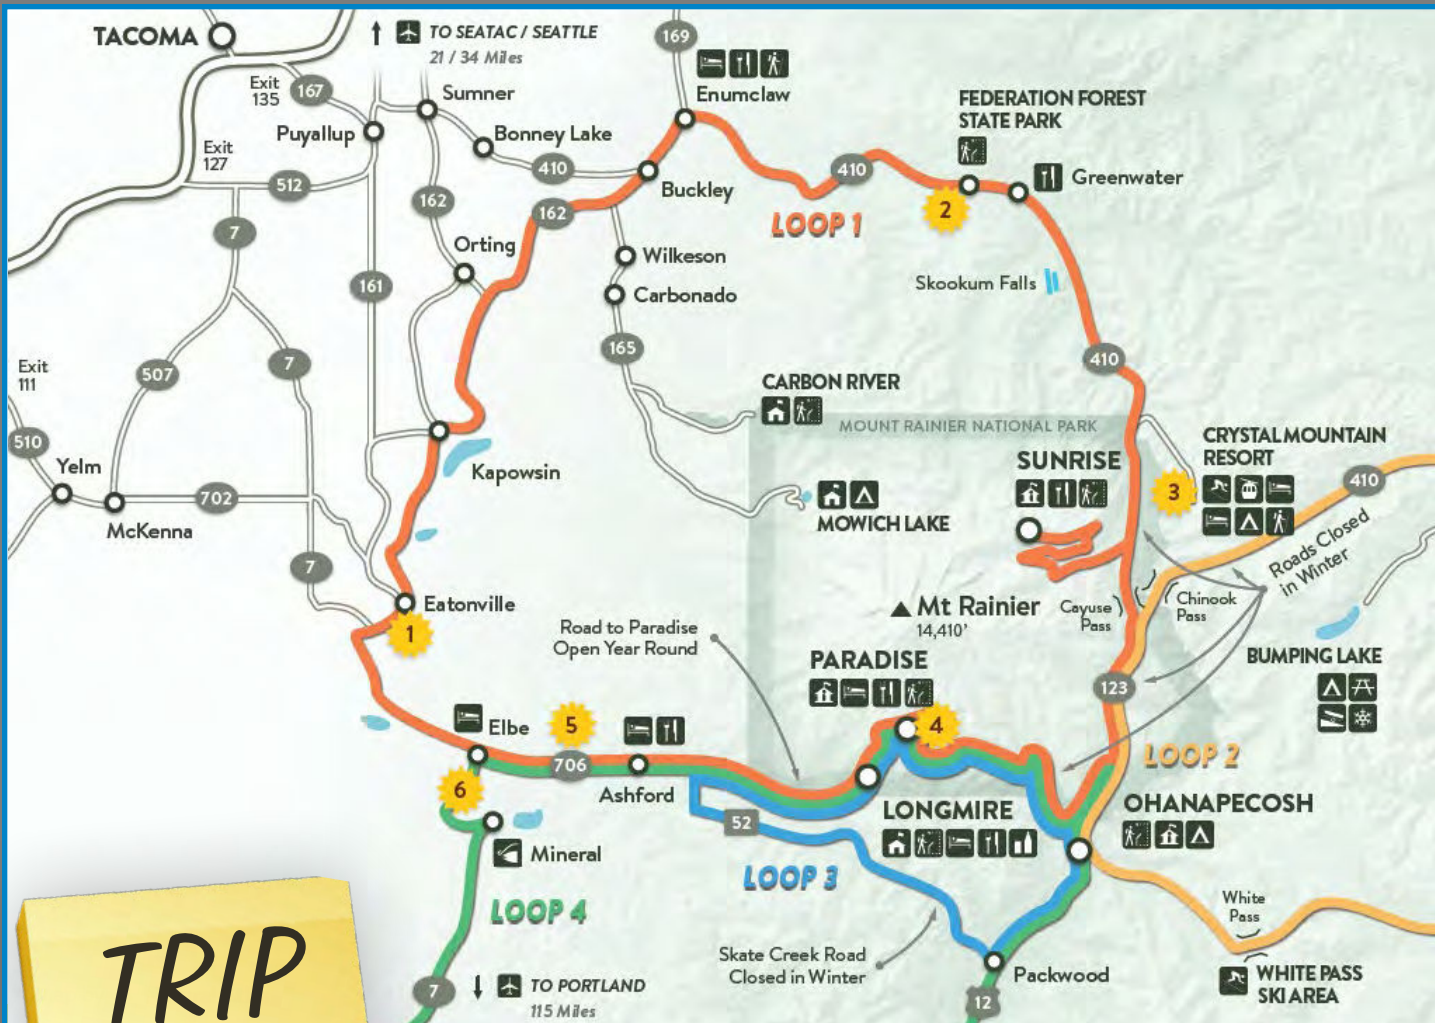 TACOMA
TO SEATAC / SEATTLE
21 / 34 Miles
169
Exit
135
167
Sumner
Enumclaw
FEDERATION FOREST
STATE PARK
Puyallup
Bonney Lake
Exit
127
410
410
512
Buckley
Greenwater
162
162
2
LOOP 1
7
Orting
Wilkeson
Skookum Falls
161
Carbonado
165
410
Exit
111
507
7
CARBON RIVER
MOUNT RAINIER NATIONAL PARK
510
CRYSTAL MOUNTAIN
RESORT
Yelm
Kapowsin
SUNRISE
410
3
702
McKenna
MOWICH LAKE
Roads Closed
in Winter
7
Eatonville
1
Mt Rainier
14,410'
Cayuse
Pass
Chinook
Pass
Road to Paradise
Open Year Round
PARADISE
BUMPING LAKE
123
Elbe
5
4
706
LOOP 2
6
Ashford
LONGMIRE
OHANAPECOSH
52
Mineral
LOOP 3
LOOP 4
White
Pass
TRIP
Skate Creek Road
Closed in Winter
Packwood
WHITE PASS
SKI AREA
7
TO PORTLAND
115 Miles
12